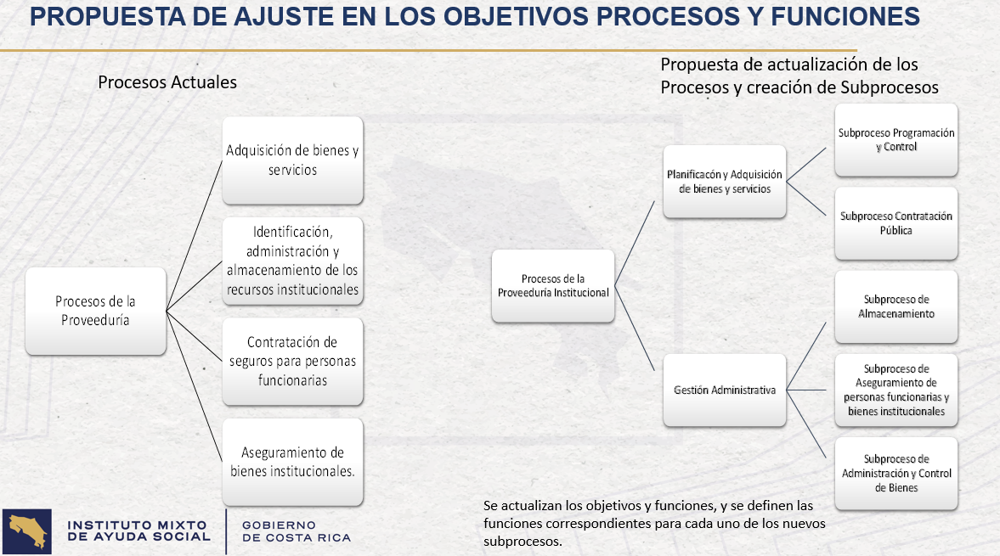 PROPUESTA DE AJUSTE EN LOS OBJETIVOS PROCESOS Y FUNCIONES
Procesos Actuales
Procesos de la
Proveeduría
Adquisición de bienes y
servicios
Identificación,
administración y
almacenamiento de los
recursos institucionales
Contratación de
seguros para personas
funcionarias
Aseguramiento de
bienes institucionales.
Propuesta de actualización de los
Procesos y creación de Subprocesos
Procesos de la
Proveeduría Institucional
Planificacón y Adquisición
de bienes y servicios
Subproceso Programación
y Control
Subproceso Contratación
Pública
Gestión Administrativa
Subproceso de
Almacenamiento
Subproceso de
Aseguramiento de
personas funcionarias y
bienes institucionales
Subproceso de
Administración y Control
de Bienes
Se actualizan los objetivos y funciones, y se definen las
funciones correspondientes para cada uno de los nuevos
subprocesos.
INSTITUTO MIXTO
DE AYUDA SOCIAL
GOBIERNO
DE COSTA RICA